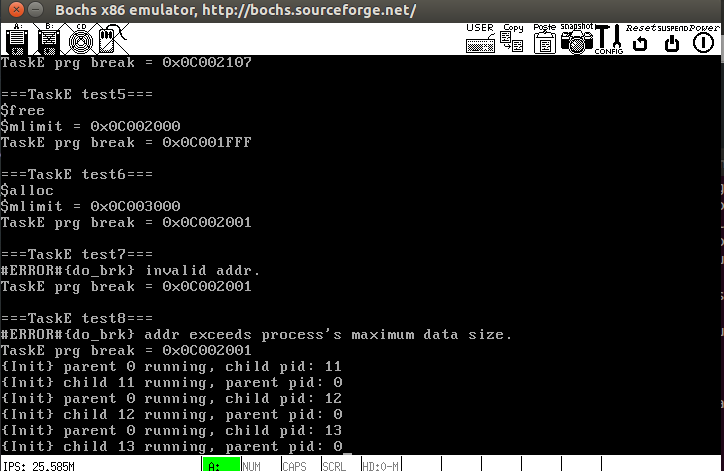 Bochs x86 emulator, http://bochs.sourceforge.net/
A: B: CD USER Copy Paste snapshot CONFIG Reset SUSPEND Power
TaskE prg break = 0x0C002107
===TaskE test5===
$free
$mlimit = 0x0C002000
TaskE prg break = 0x0C001FFF
===TaskE test6===
$alloc
$mlimit = 0x0C003000
TaskE prg break = 0x0C002001
===TaskE test7===
#ERROR#{do_brk} invalid addr.
TaskE prg break = 0x0C002001
===TaskE test8===
#ERROR#{do_brk} addr exceeds process's maximum data size.
TaskE prg break = 0x0C002001
{Init} parent 0 running, child pid: 11
{Init} child 11 running, parent pid: 0
{Init} parent 0 running, child pid: 12
{Init} child 12 running, parent pid: 0
{Init} parent 0 running, child pid: 13
{Init} child 13 running, parent pid: 0_
IPS: 25.585M A: NUM CAPS SCRL HD:0-M